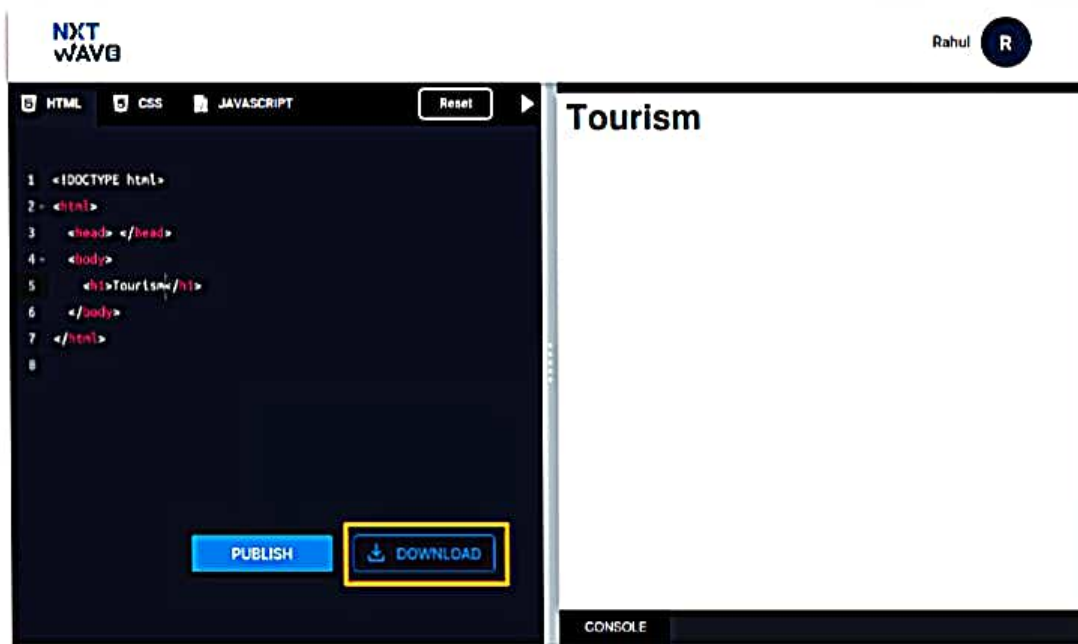 NXT
WAVE
Rahul R
HTML CSS JAVASCRIPT Reset
1 <!DOCTYPE html>
2 <html>
3 <head> </head>
4 <body>
5 <h1>Tourism</h1>
6 </body>
7 </html>
8
PUBLISH DOWNLOAD
Tourism
CONSOLE